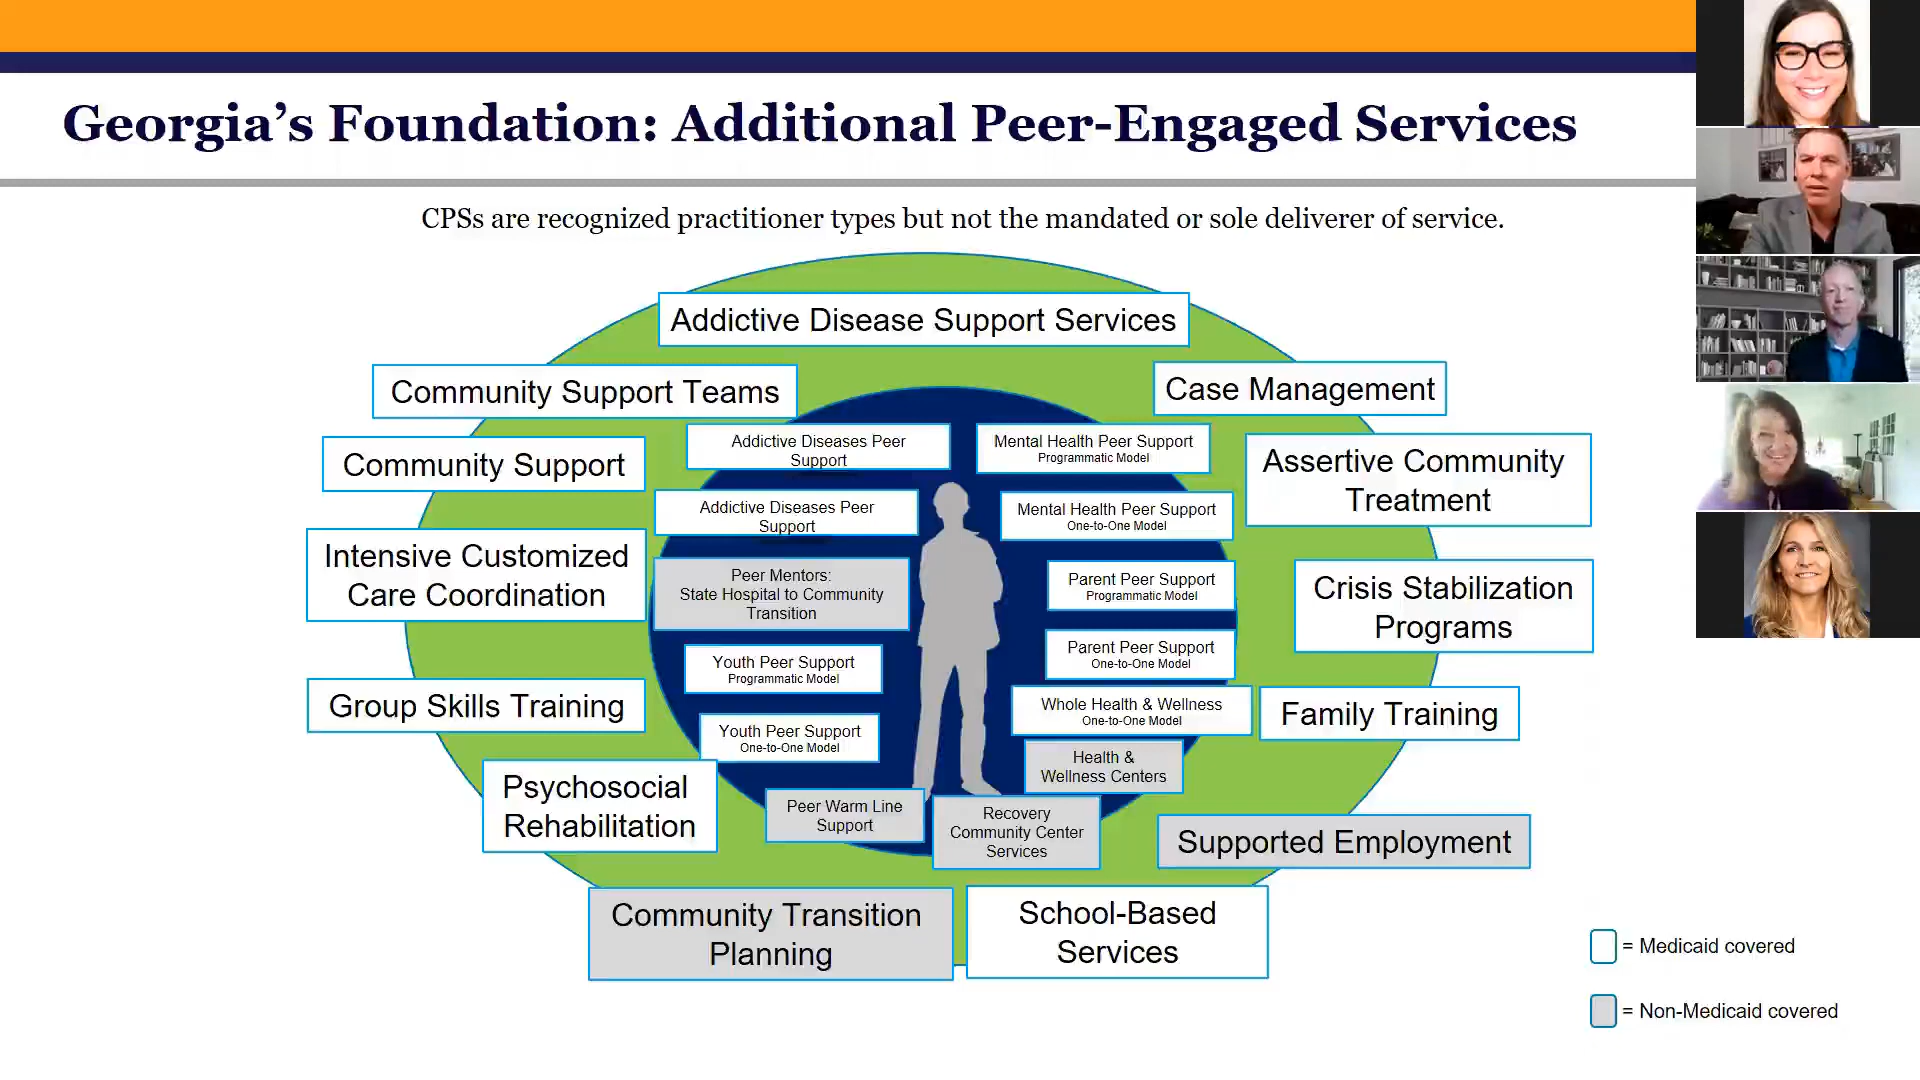 Georgia’s Foundation: Additional Peer-Engaged Services
CPSs are recognized practitioner types but not the mandated or sole deliverer of service.
Addictive Disease Support Services
Community Support Teams
Case Management
Community Support
Assertive Community
Treatment
Intensive Customized
Care Coordination
Crisis Stabilization
Programs
Group Skills Training
Family Training
Psychosocial
Rehabilitation
Supported Employment
Community Transition
Planning
School-Based
Services
Addictive Diseases Peer
Support
Mental Health Peer Support
Programmatic Model
Addictive Diseases Peer
Support
Mental Health Peer Support
One-to-One Model
Peer Mentors:
State Hospital to Community
Transition
Parent Peer Support
Programmatic Model
Youth Peer Support
Programmatic Model
Parent Peer Support
One-to-One Model
Youth Peer Support
One-to-One Model
Whole Health & Wellness
One-to-One Model
Health &
Wellness Centers
Peer Warm Line
Support
Recovery
Community Center
Services
= Medicaid covered
= Non-Medicaid covered